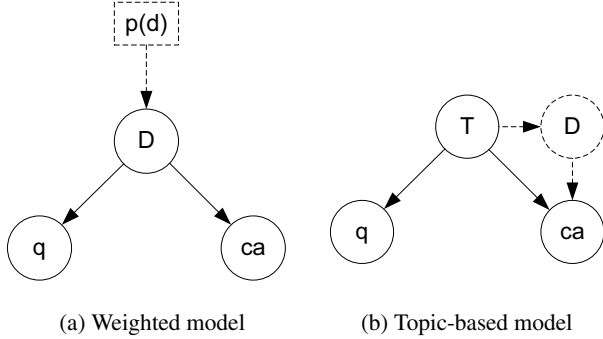 p(d)
D
q
ca
T
D
q
ca
(a) Weighted model
(b) Topic-based model